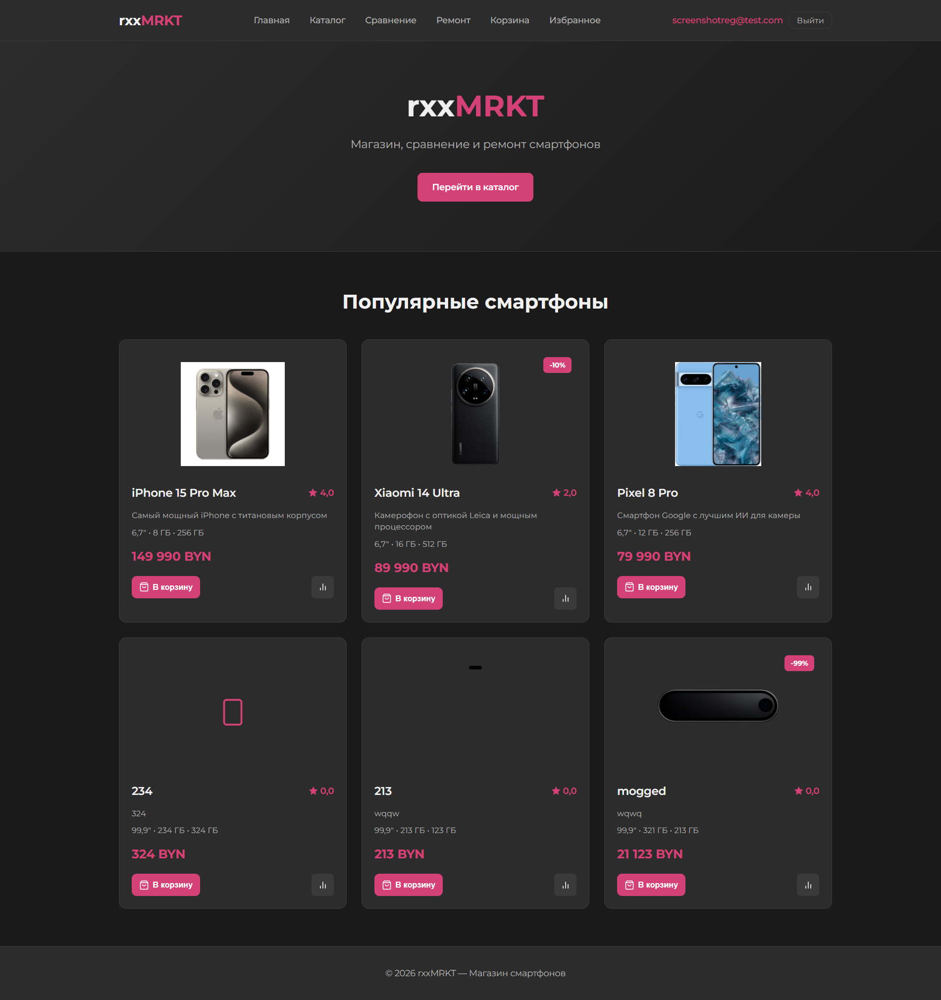 rxxMRKT
Главная Каталог Сравнение Ремонт Корзина Избранное
screenshotreg@test.com Выйти
rxxMRKT
Магазин, сравнение и ремонт смартфонов
Перейти в каталог
Популярные смартфоны
iPhone 15 Pro Max 4,0
Самый мощный iPhone с титановым корпусом
6,7" • 8 ГБ • 256 ГБ
149 990 BYN
В корзину
-10%
xiaomi
Xiaomi 14 Ultra 2,0
Камерофон с оптикой Leica и мощным
процессором
6,7" • 16 ГБ • 512 ГБ
89 990 BYN
В корзину
Pixel 8 Pro 4,0
Смартфон Google с лучшим ИИ для камеры
6,7" • 12 ГБ • 256 ГБ
79 990 BYN
В корзину
234 0,0
324
99,9" • 234 ГБ • 324 ГБ
324 BYN
В корзину
213 0,0
wqqw
99,9" • 213 ГБ • 123 ГБ
213 BYN
В корзину
-99%
mogged 0,0
wqwq
99,9" • 321 ГБ • 213 ГБ
21 123 BYN
В корзину
© 2026 rxxMRKT — Магазин смартфонов